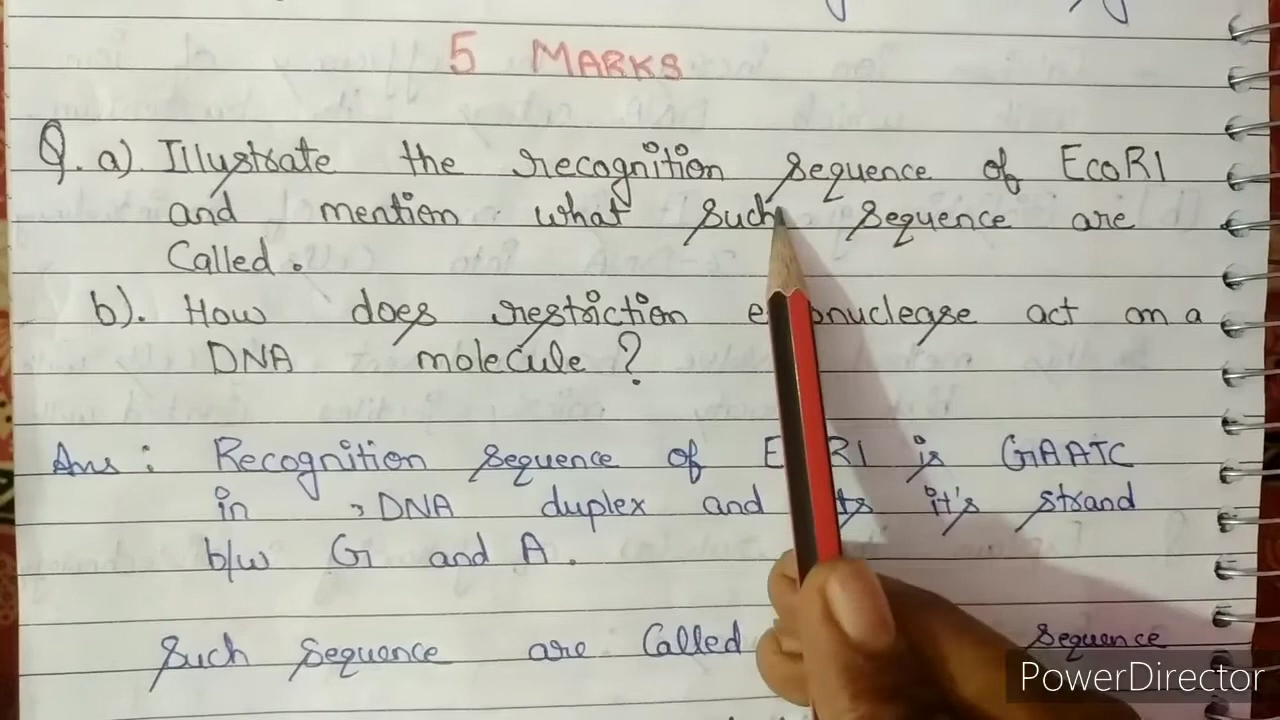 5 MARKS
Q. a) Illustrate the recognition sequence of EcoR1
and mention what such sequence are
Called.
b). How does restriction nuclease act on a
DNA molecule?
Ans: Recognition sequence of is GAATC
in DNA duplex and it's strand
b/w G and A.
Such sequence are Called sequence
PowerDirector